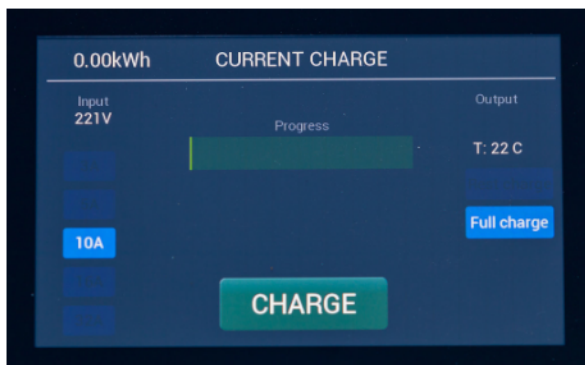 0.00kWh CURRENT CHARGE
Input
221V
Progress
Output
T: 22 C
10A
Full charge
CHARGE